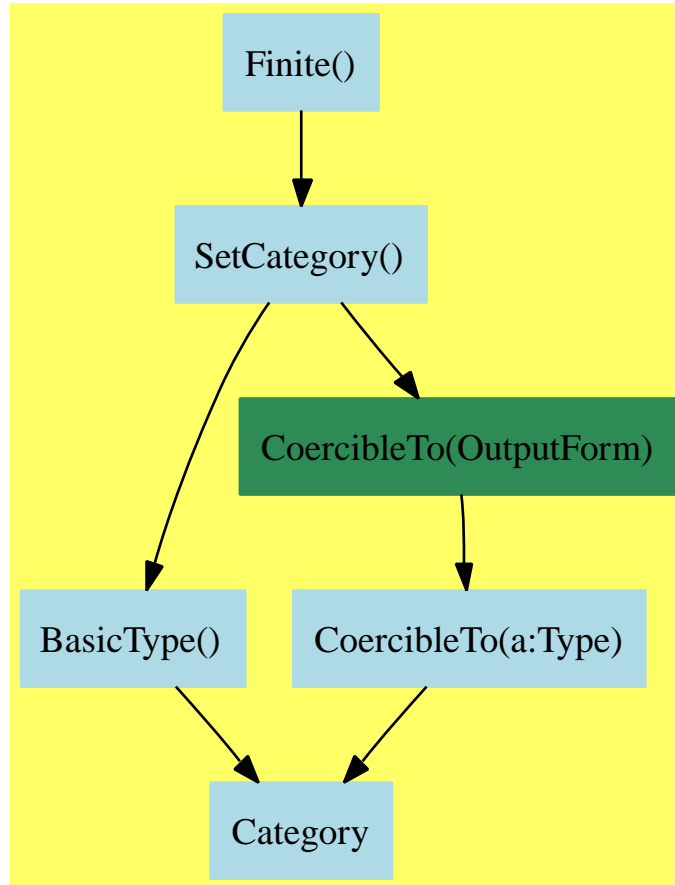 Finite()
SetCategory()
CoercibleTo(OutputForm)
BasicType()
CoercibleTo(a:Type)
Category